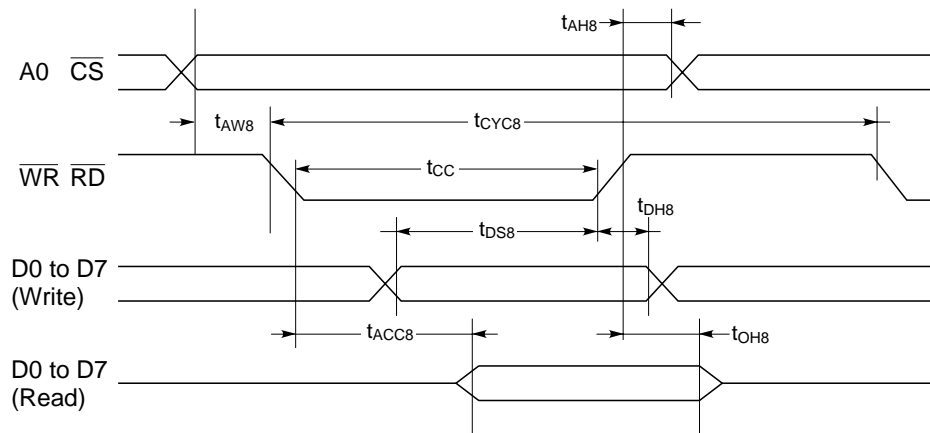 tAH8
A0 CS
tAW8
tCYC8
WR RD
tCC
tDH8
tDS8
D0 to D7
(Write)
tACC8
tOH8
D0 to D7
(Read)